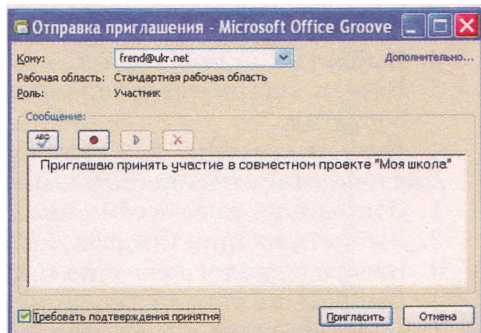 Отправка приглашения - Microsoft Office Groove
Кому: frend@ukr.net Дополнительно...
Рабочая область: Стандартная рабочая область
Роль: Участник
Сообщение:
ABC
Приглашаю принять участие в совместном проекте "Моя школа"
Требовать подтверждения принятия Пригласить Отмена